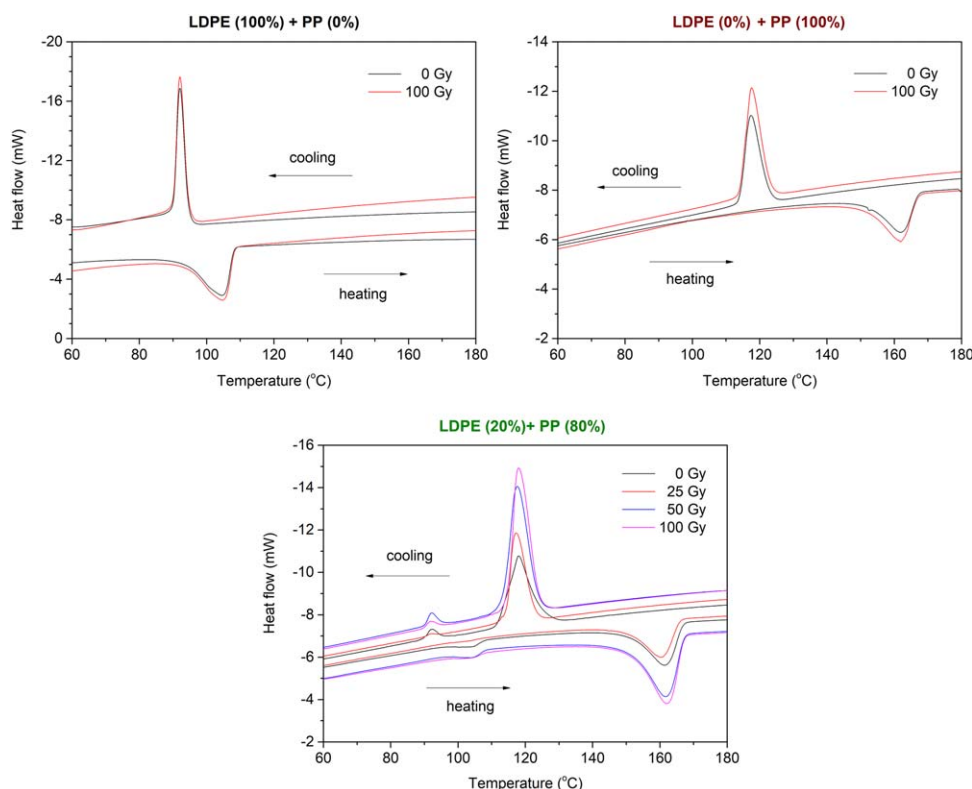 LDPE (100%) + PP (0%)
-20
-16
-12
-8
-4
0
Heat flow (mW)
0 Gy
100 Gy
cooling
heating
60 80 100 120 140 160 180
Temperature (°C)
LDPE (0%) + PP (100%)
-14
-12
-10
-8
-6
-4
-2
Heat flow (mW)
0 Gy
100 Gy
cooling
heating
60 80 100 120 140 160 180
Temperature (°C)
LDPE (20%)+ PP (80%)
-16
-14
-12
-10
-8
-6
-4
-2
Heat flow (mW)
0 Gy
25 Gy
50 Gy
100 Gy
cooling
heating
60 80 100 120 140 160 180
Temperature (°C)